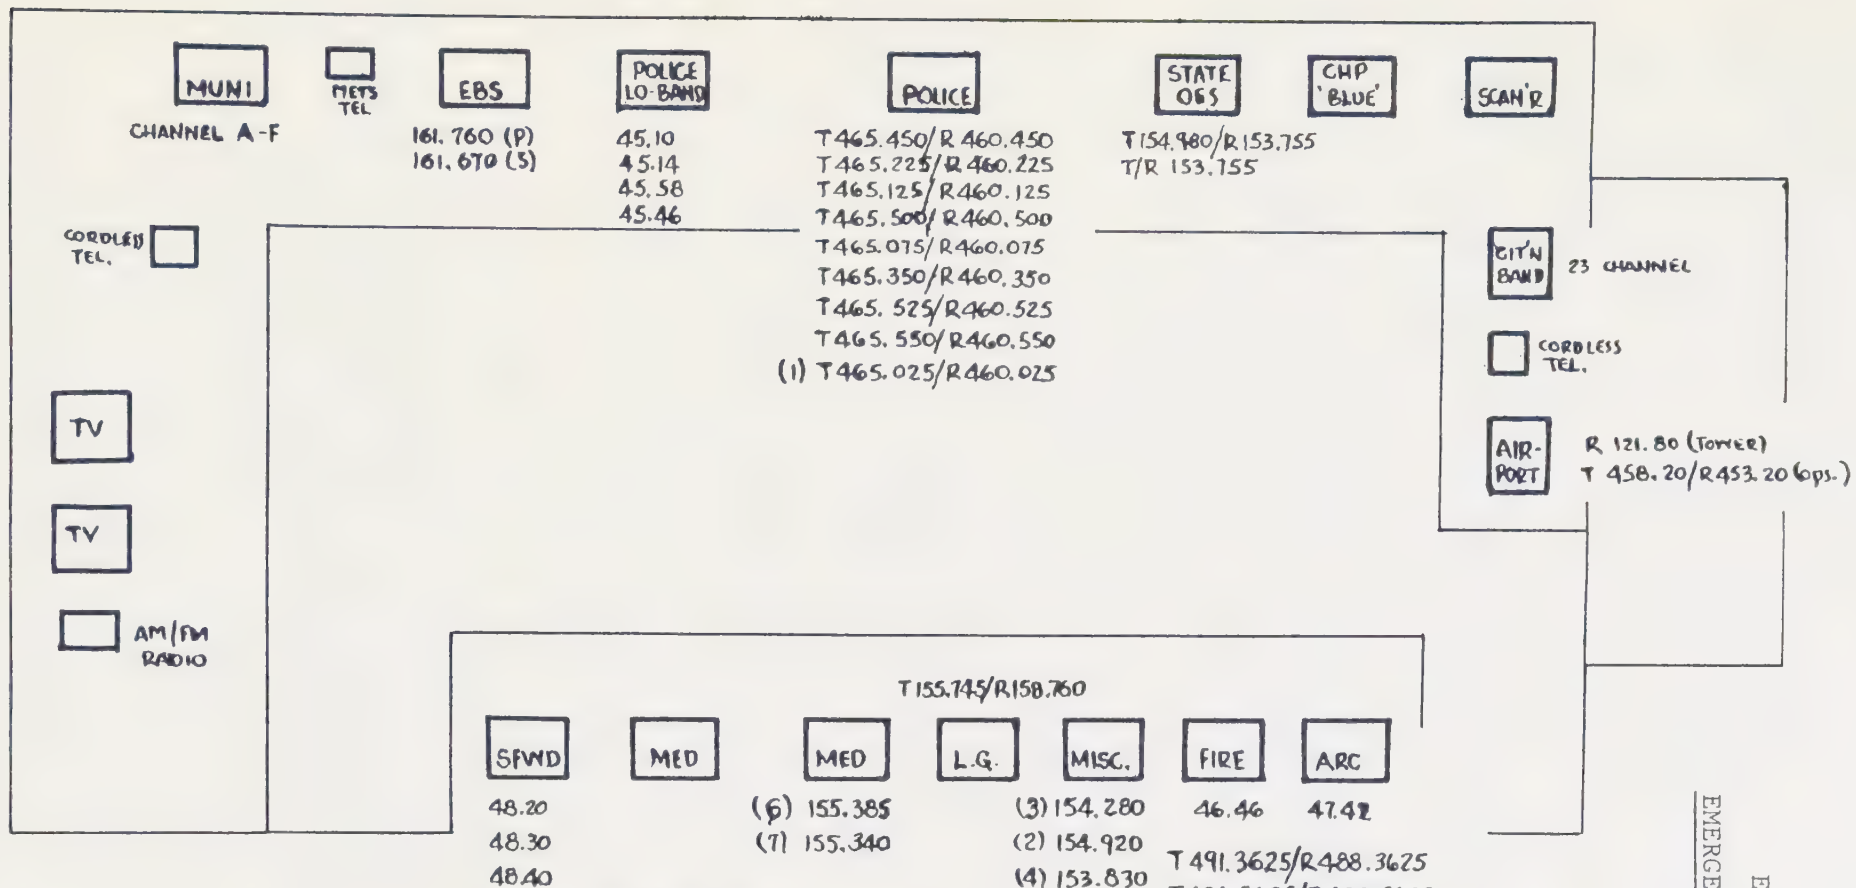 MUNI
CHANNEL A-F
METS
TEL
EBS
161.760 (P)
161.670 (S)
POLICE
LO-BAND
45.10
45.14
45.58
45.46
POLICE
T465.450/R460.450
T465.225/R460.225
T465.125/R460.125
T465.500/R460.500
T465.075/R460.075
T465.350/R460.350
T465.525/R460.525
T465.550/R460.550
(1) T465.025/R460.025
STATE
OES
T154.980/R153.755
T/R 153.755
CHP
'BLUE'
SCAN'R
CORDLESS
TEL.
CIT'N
BAND
23 CHANNEL
CORDLESS
TEL.
TV
AIR-
PORT
R 121.80 (TOWER)
T 458.20/R453.20 (ops.)
TV
AM/FM
RADIO
T155.745/R158.760
SFWD
48.20
48.30
48.40
MED
MED
(6) 155.385
(7) 155.340
L.G.
MISC.
(3) 154.280
(2) 154.920
(4) 153.830
FIRE
46.46
T491.3625/R488.3625
ARC
47.42
EMERGE
E